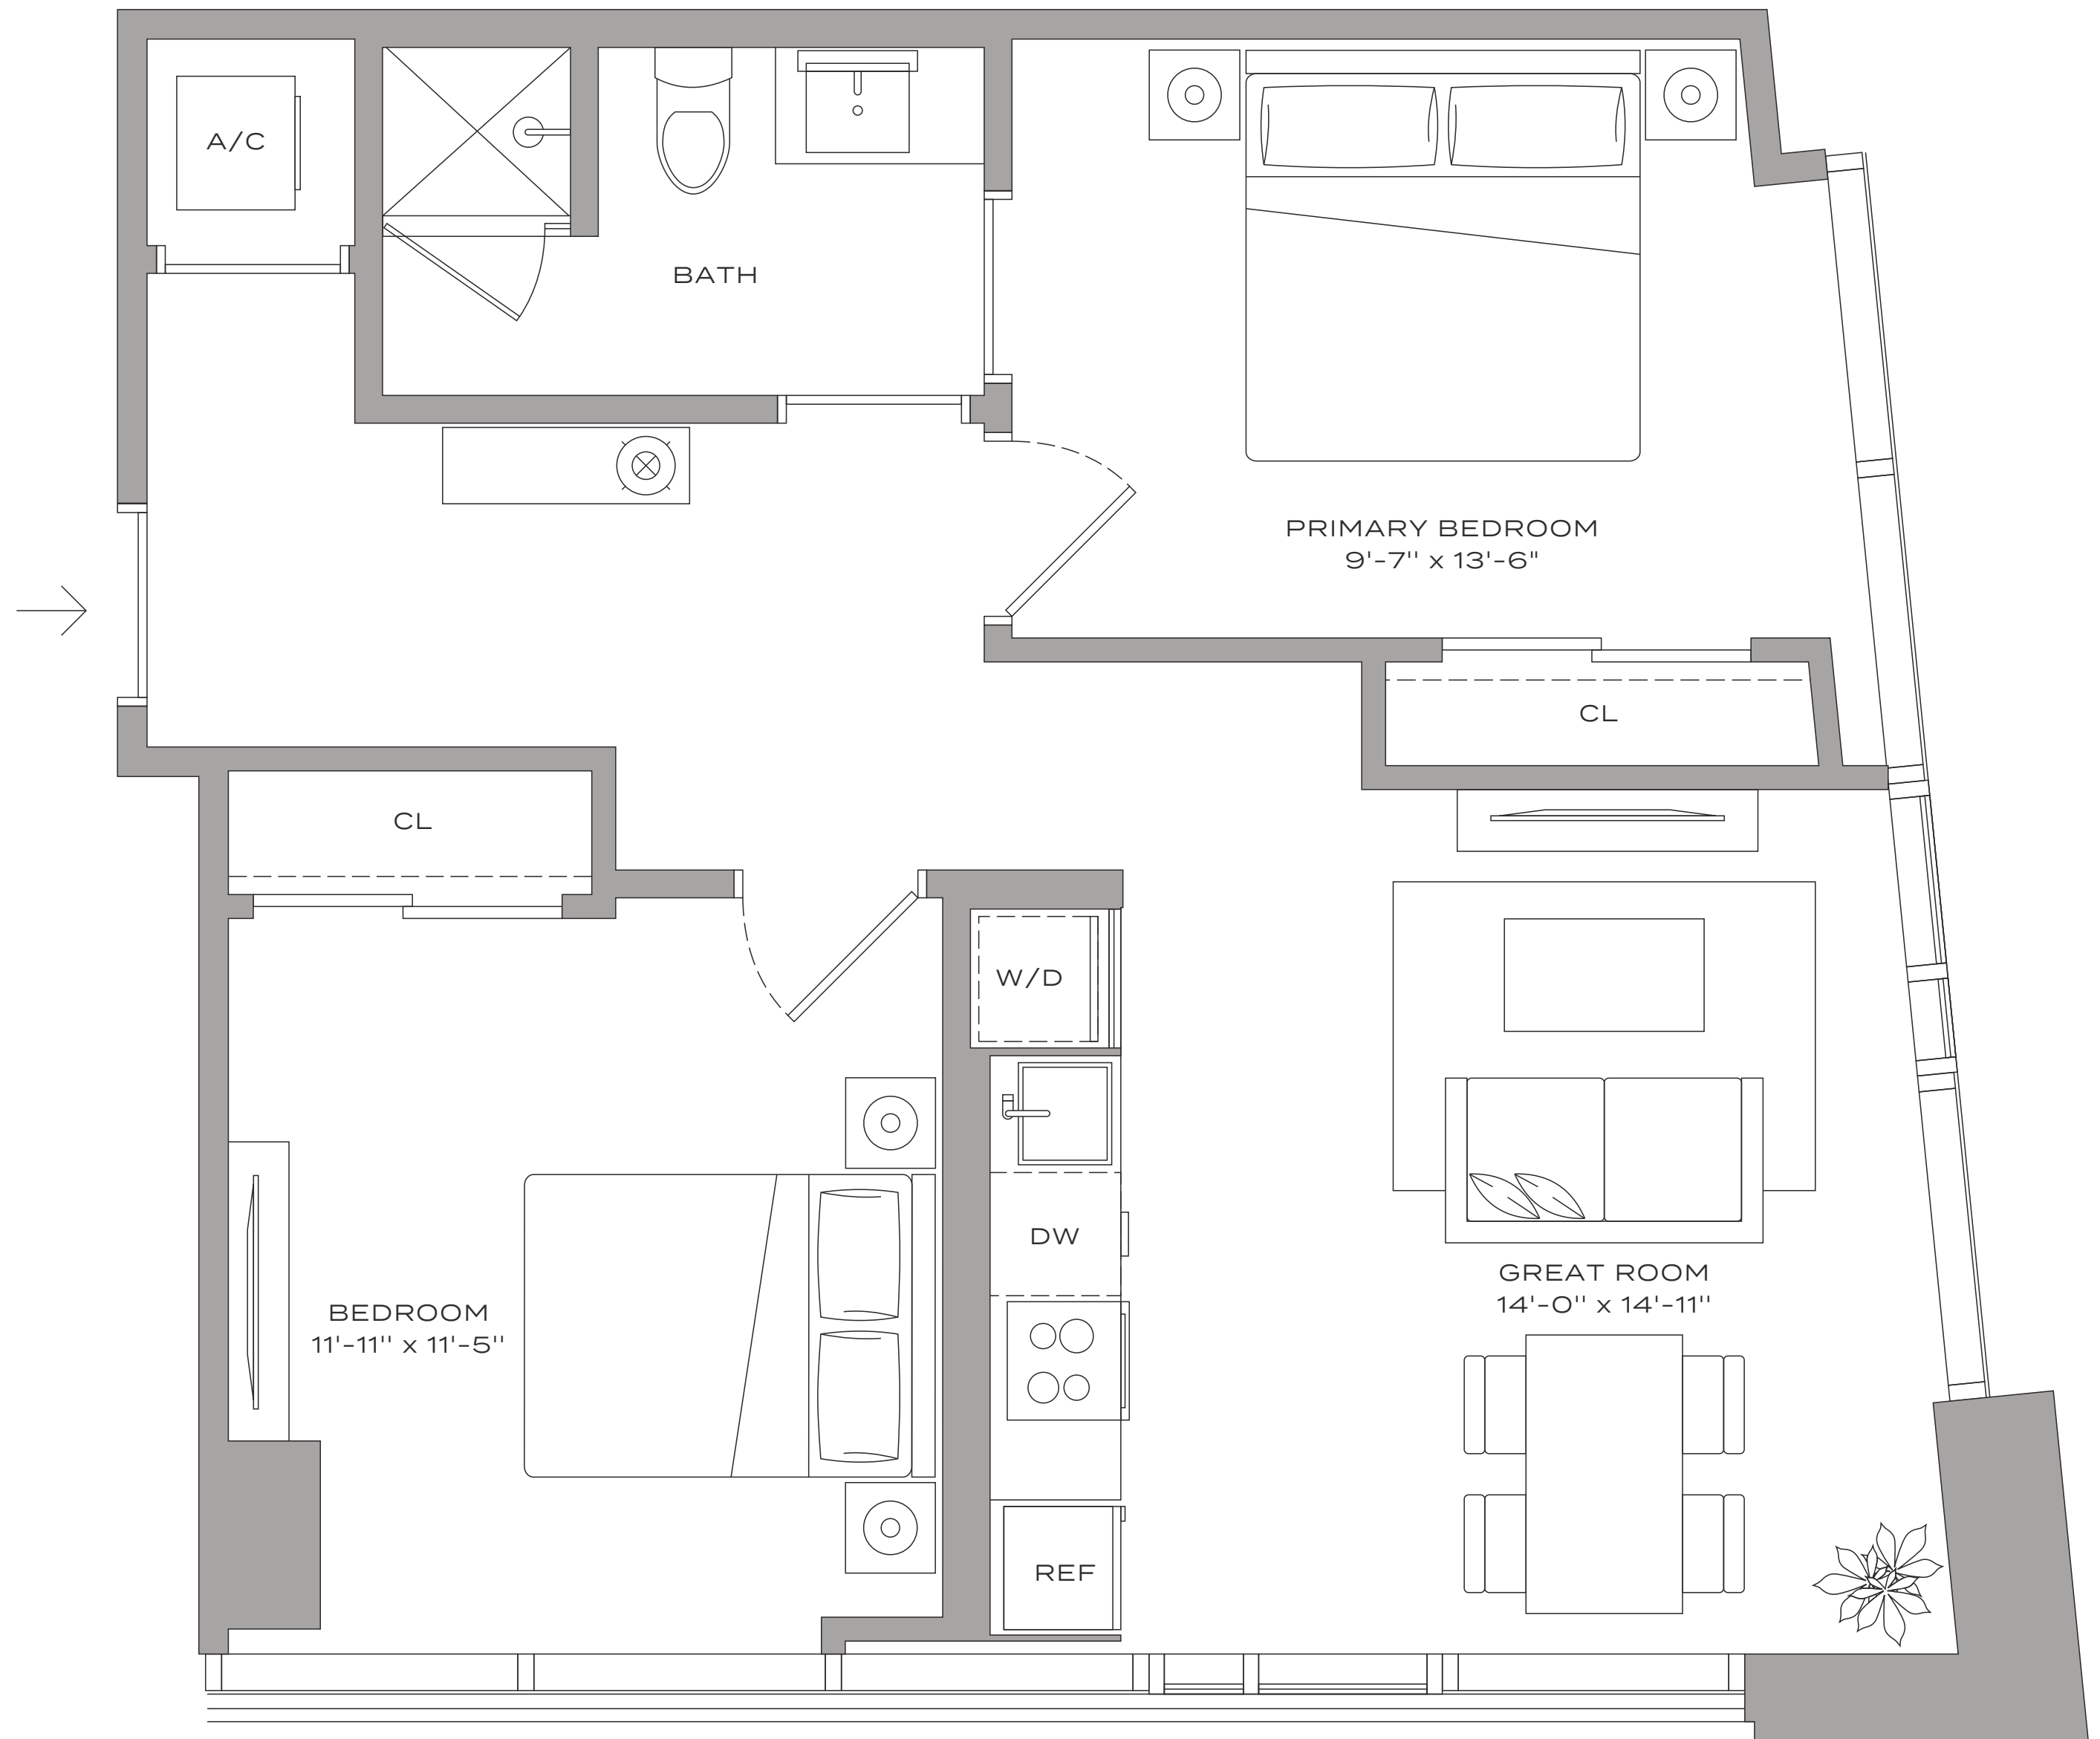 A/C
BATH
PRIMARY BEDROOM
9'-7'' x 13'-6"
CL
CL
W/D
DW
GREAT ROOM
14'-0'' x 14'-11''
BEDROOM
11'-11'' x 11'-5''
REF